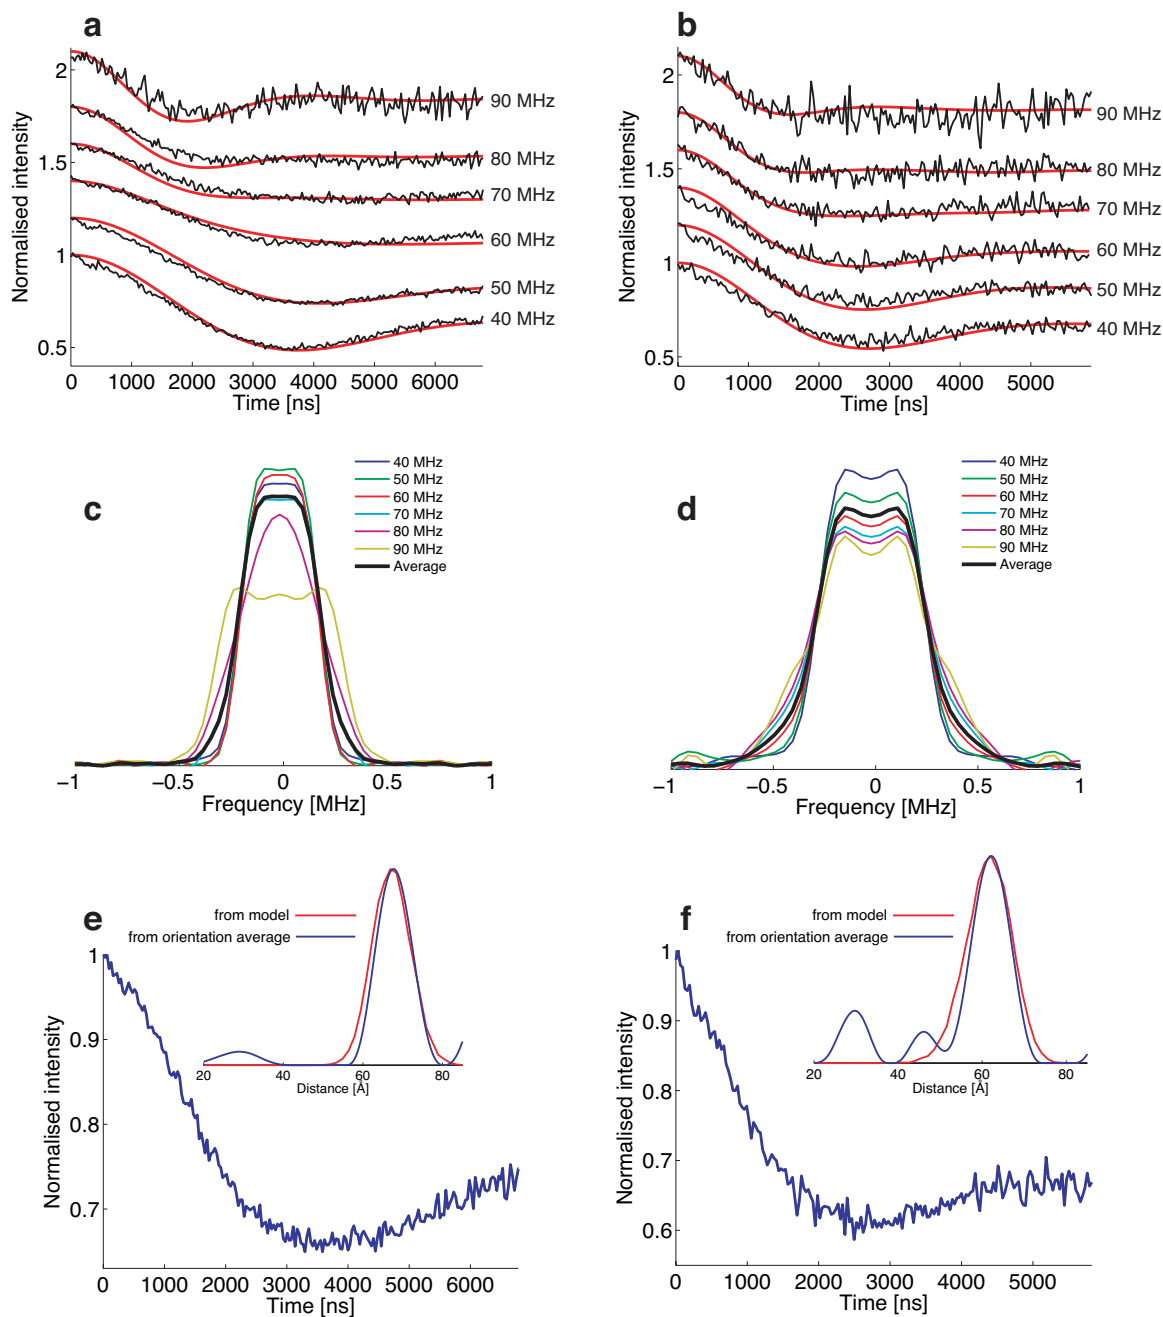 a
Normalised intensity
2
1.5
1
0.5
90 MHz
80 MHz
70 MHz
60 MHz
50 MHz
40 MHz
0 1000 2000 3000 4000 5000 6000
Time [ns]
b
Normalised intensity
2
1.5
1
0.5
90 MHz
80 MHz
70 MHz
60 MHz
50 MHz
40 MHz
0 1000 2000 3000 4000 5000
Time [ns]
c
40 MHz
50 MHz
60 MHz
70 MHz
80 MHz
90 MHz
Average
−1 −0.5 0 0.5 1
Frequency [MHz]
d
40 MHz
50 MHz
60 MHz
70 MHz
80 MHz
90 MHz
Average
−1 −0.5 0 0.5 1
Frequency [MHz]
e
from model
from orientation average
20 40 60 80
Distance [Å]
Normalised intensity
1
0.9
0.8
0.7
0 1000 2000 3000 4000 5000 6000
Time [ns]
f
from model
from orientation average
20 40 60 80
Distance [Å]
Normalised intensity
1
0.9
0.8
0.7
0.6
0 1000 2000 3000 4000 5000
Time [ns]